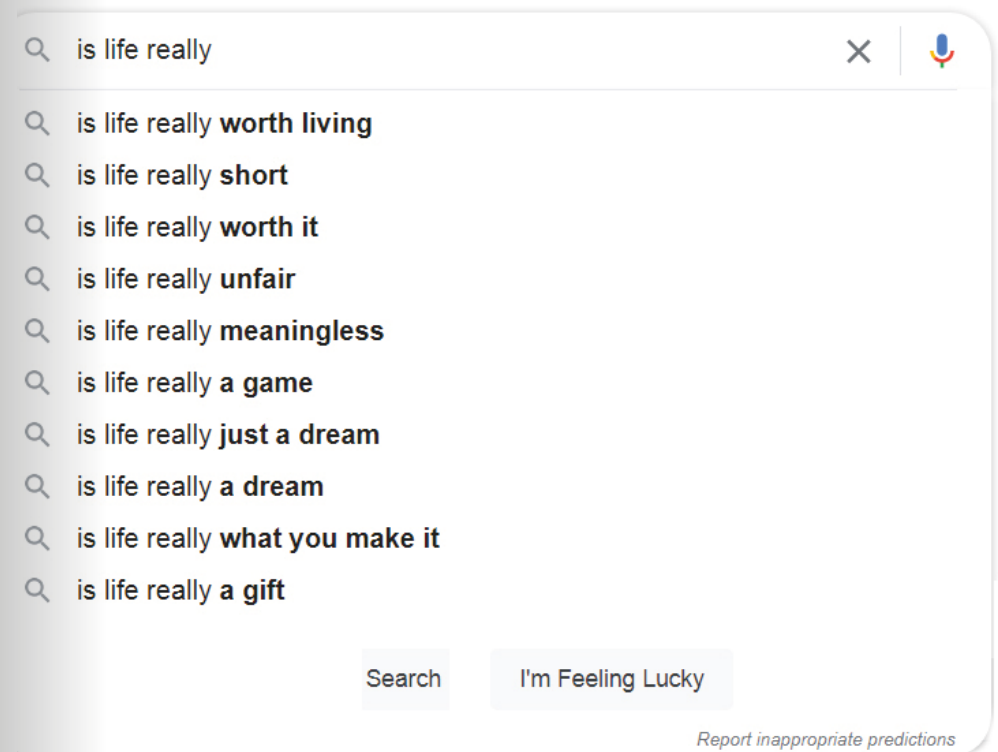 is life really
is life really worth living
is life really short
is life really worth it
is life really unfair
is life really meaningless
is life really a game
is life really just a dream
is life really a dream
is life really what you make it
is life really a gift
Search I'm Feeling Lucky
Report inappropriate predictions